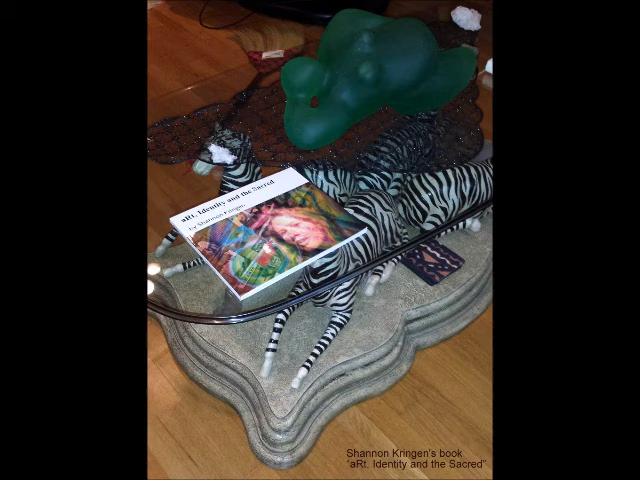 aRt. Identity and the Sacred
by Shannon Kringen
Shannon Kringen's book
"aRt. Identity and the Sacred"